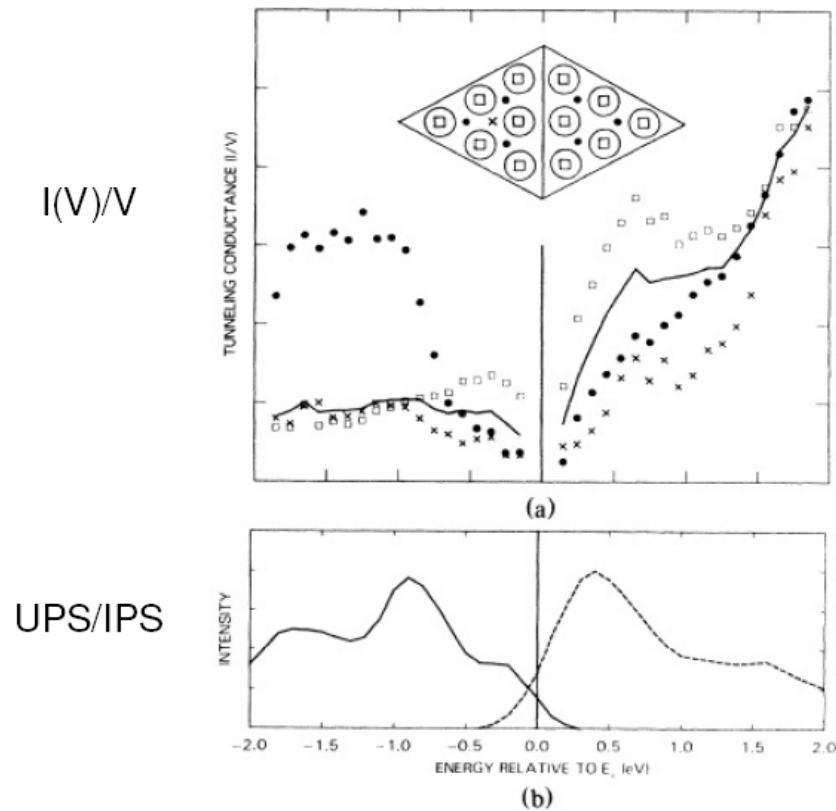 I(V)/V
TUNNELING CONDUCTANCE (I/V)
(a)
UPS/IPS
INTENSITY
-2.0 -1.5 -1.0 -0.5 0.0 0.5 1.0 1.5 2.0
ENERGY RELATIVE TO E (eV)
(b)